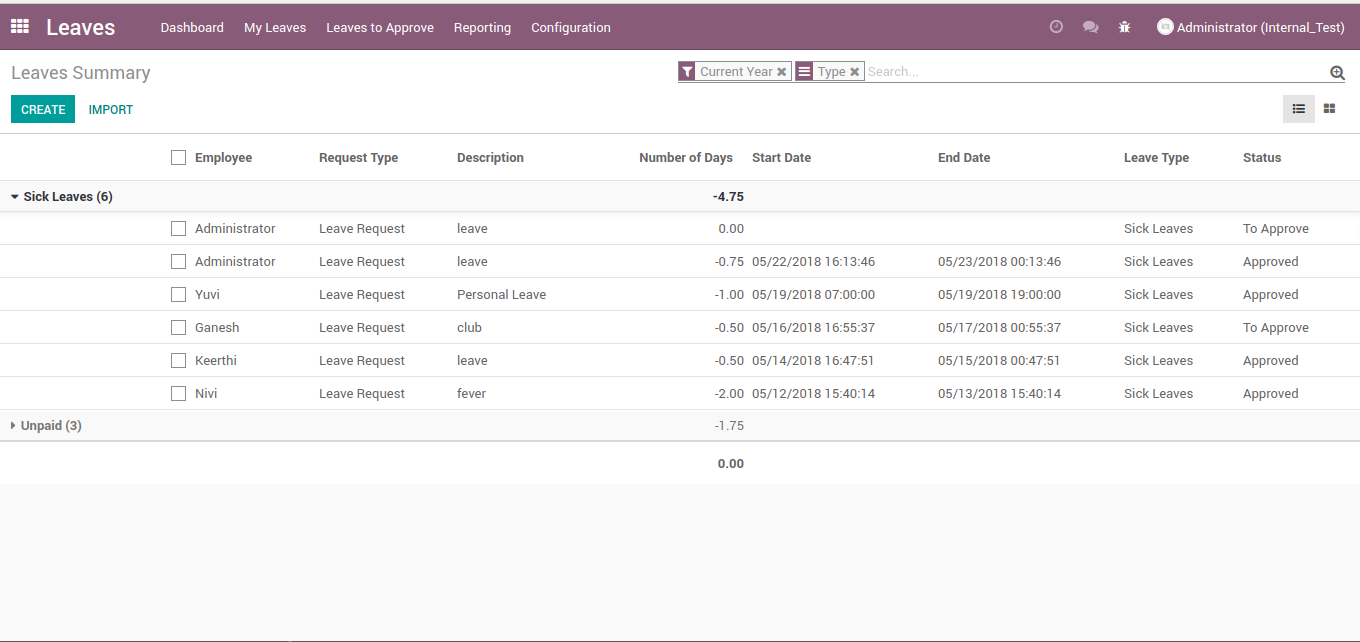 Leaves Dashboard My Leaves Leaves to Approve Reporting Configuration Administrator (Internal_Test)
Leaves Summary Current Year Type Search...
CREATE IMPORT
Employee Request Type Description Number of Days Start Date End Date Leave Type Status
Sick Leaves (6) -4.75
Administrator Leave Request leave 0.00 Sick Leaves To Approve
Administrator Leave Request leave -0.75 05/22/2018 16:13:46 05/23/2018 00:13:46 Sick Leaves Approved
Yuvi Leave Request Personal Leave -1.00 05/19/2018 07:00:00 05/19/2018 19:00:00 Sick Leaves Approved
Ganesh Leave Request club -0.50 05/16/2018 16:55:37 05/17/2018 00:55:37 Sick Leaves To Approve
Keerthi Leave Request leave -0.50 05/14/2018 16:47:51 05/15/2018 00:47:51 Sick Leaves Approved
Nivi Leave Request fever -2.00 05/12/2018 15:40:14 05/13/2018 15:40:14 Sick Leaves Approved
Unpaid (3) -1.75
0.00